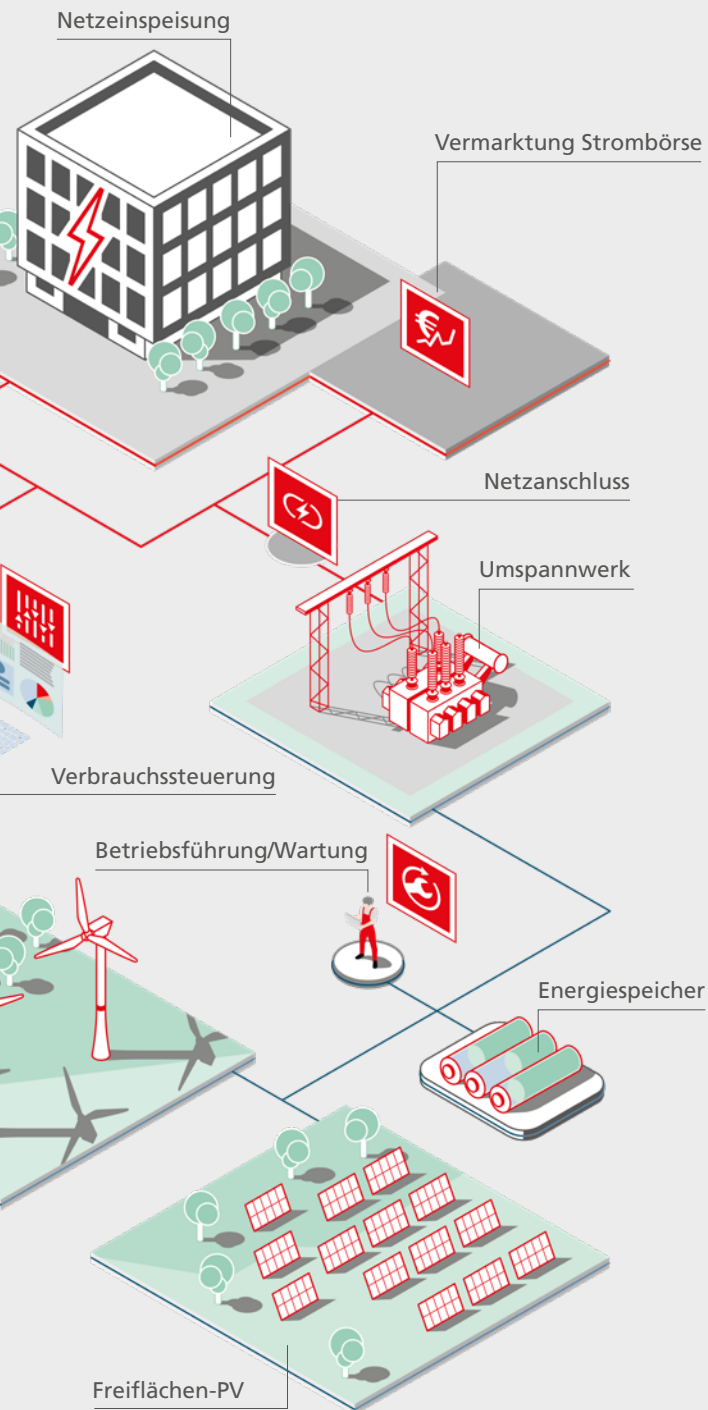 Netzeinspeisung
Vermarktung Strombörse
Netzanschluss
Umspannwerk
Verbrauchssteuerung
Betriebsführung/Wartung
Energiespeicher
Freiflächen-PV